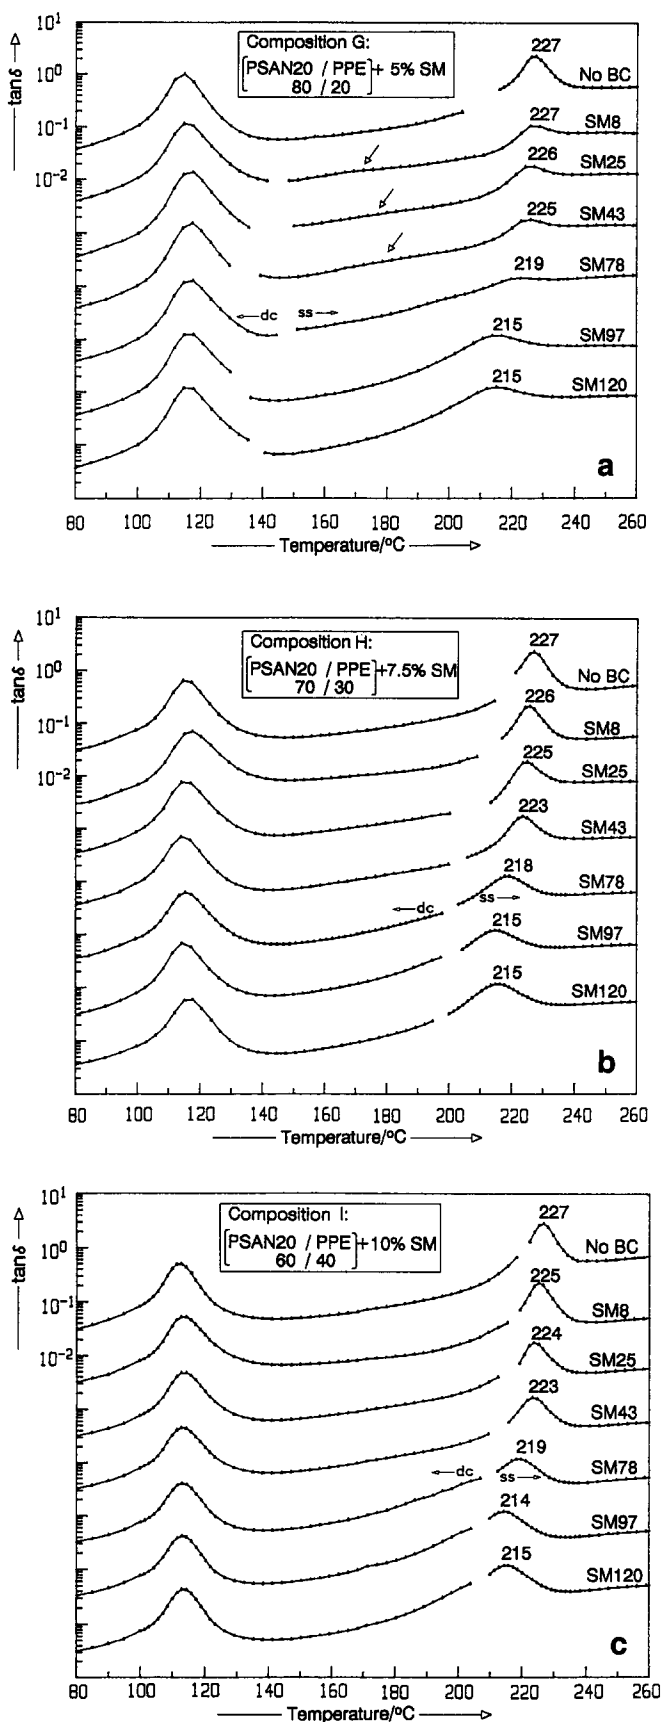 10¹
10⁰
10⁻¹
10⁻²
tanδ
Composition G:
[PSAN20 / PPE] + 5% SM
80 / 20
227
No BC
227
SM8
226
SM25
225
SM43
219
SM78
dc
ss
215
SM97
215
SM120
a
80 100 120 140 160 180 200 220 240 260
Temperature/°C
10¹
10⁰
10⁻¹
10⁻²
tanδ
Composition H:
[PSAN20 / PPE] +7.5% SM
70 / 30
227
No BC
226
SM8
225
SM25
223
SM43
218
SM78
dc
ss
215
SM97
215
SM120
b
80 100 120 140 160 180 200 220 240 260
Temperature/°C
10¹
10⁰
10⁻¹
10⁻²
tanδ
Composition I:
[PSAN20 / PPE] +10% SM
60 / 40
227
No BC
225
SM8
224
SM25
223
SM43
219
SM78
dc
ss
214
SM97
215
SM120
c
80 100 120 140 160 180 200 220 240 260
Temperature/°C